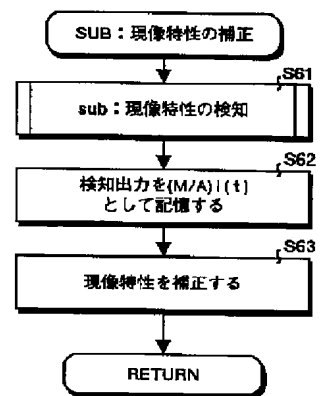 SUB：現像特性の補正
S61
sub：現像特性の検知
S62
検知出力を(M/A)i(t)
として記憶する
S63
現像特性を補正する
RETURN